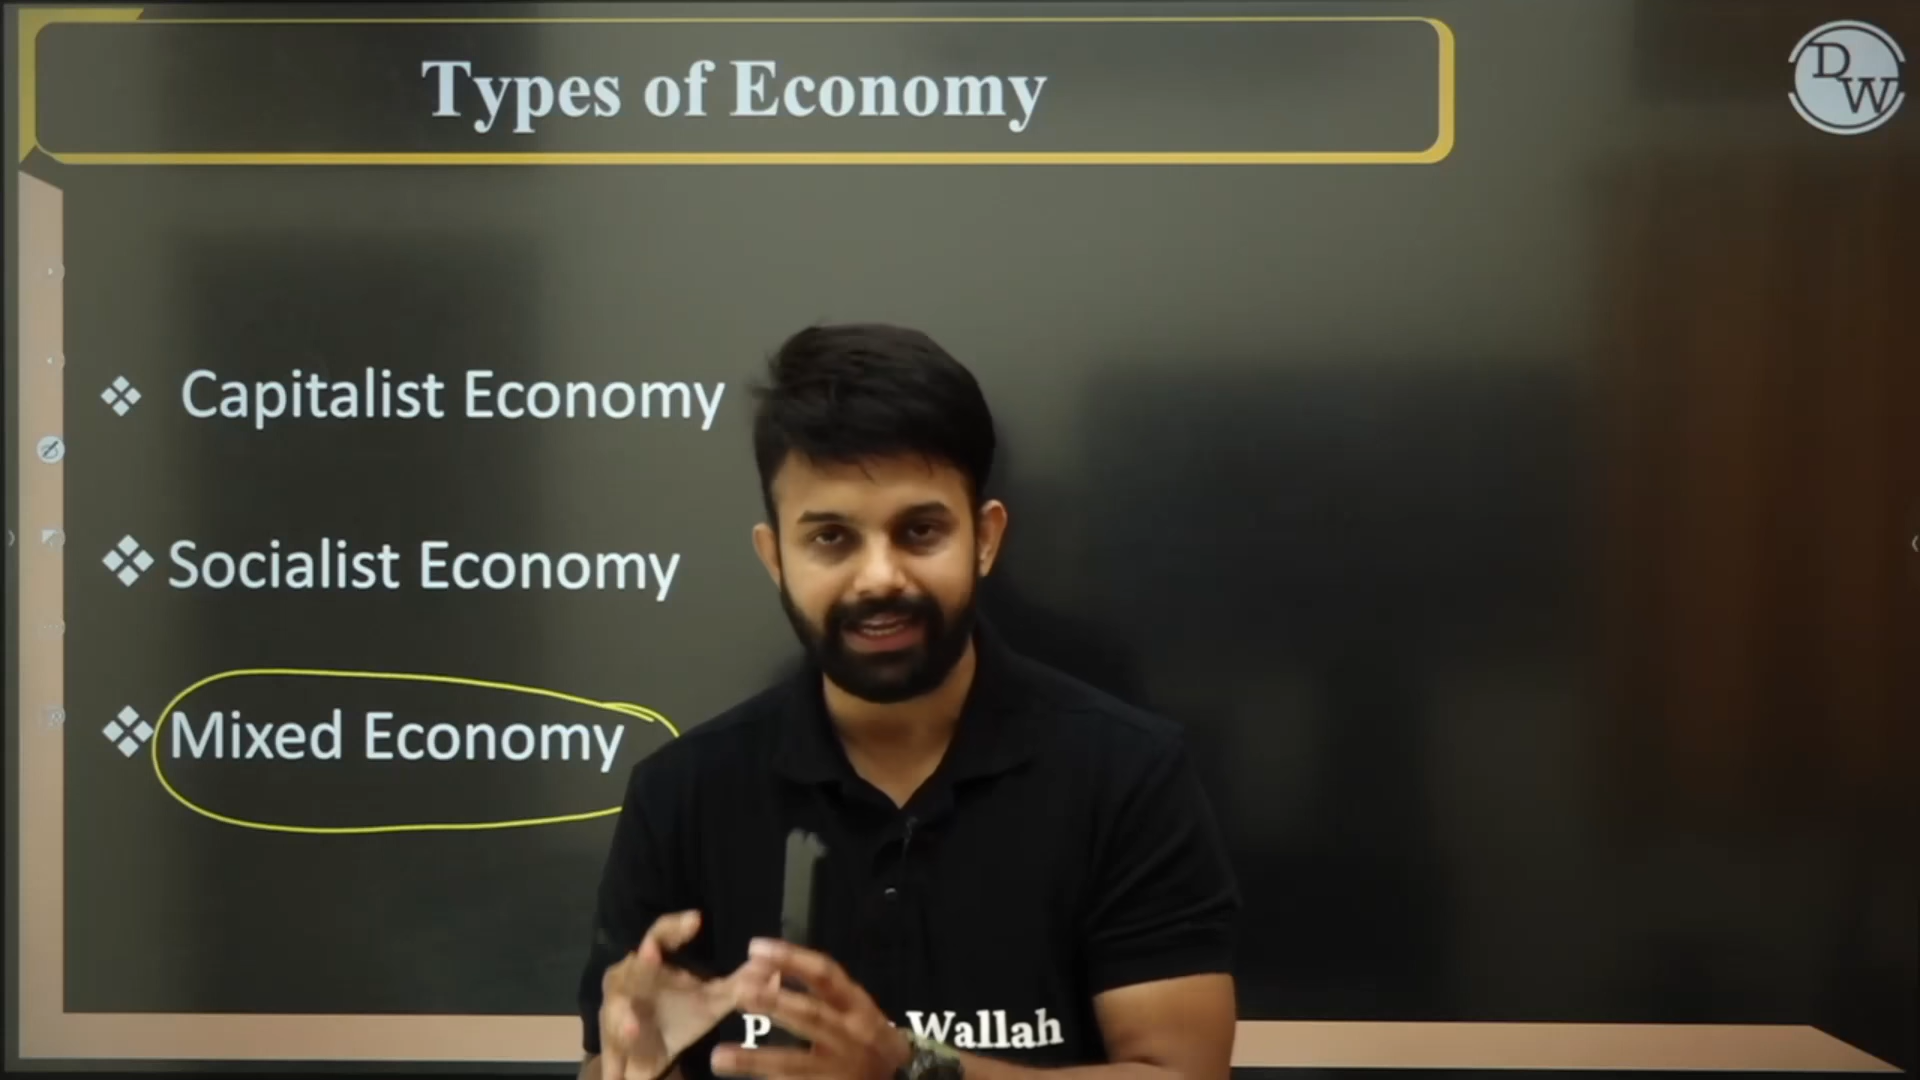 Types of Economy
DW
Capitalist Economy
Socialist Economy
Mixed Economy
Wallah